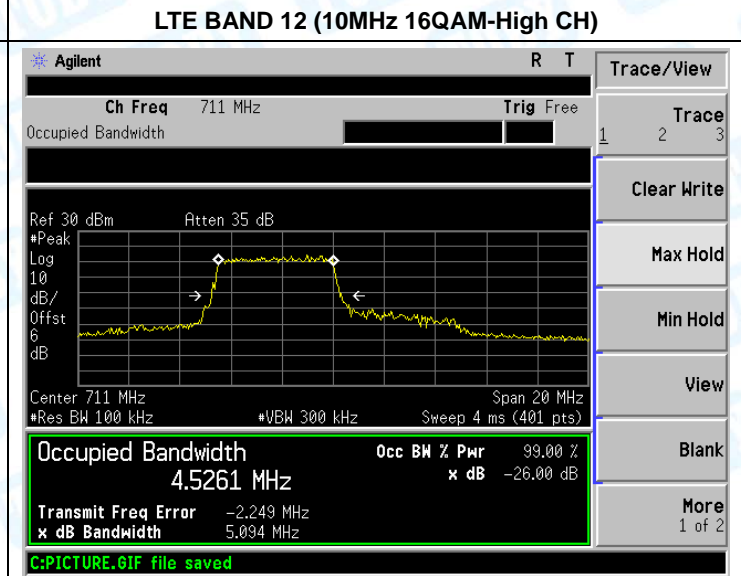 LTE BAND 12 (10MHz 16QAM-High CH)
Agilent R T
Ch Freq 711 MHz Trig Free
Occupied Bandwidth
Ref 30 dBm Atten 35 dB
#Peak
Log
10
dB/
Offst
6
dB
Center 711 MHz Span 20 MHz
#Res BW 100 kHz #VBW 300 kHz Sweep 4 ms (401 pts)
Occupied Bandwidth
4.5261 MHz
Occ BW % Pwr 99.00 %
x dB -26.00 dB
Transmit Freq Error -2.249 MHz
x dB Bandwidth 5.094 MHz
C:PICTURE.GIF file saved
Trace/View
Trace
1 2 3
Clear Write
Max Hold
Min Hold
View
Blank
More
1 of 2